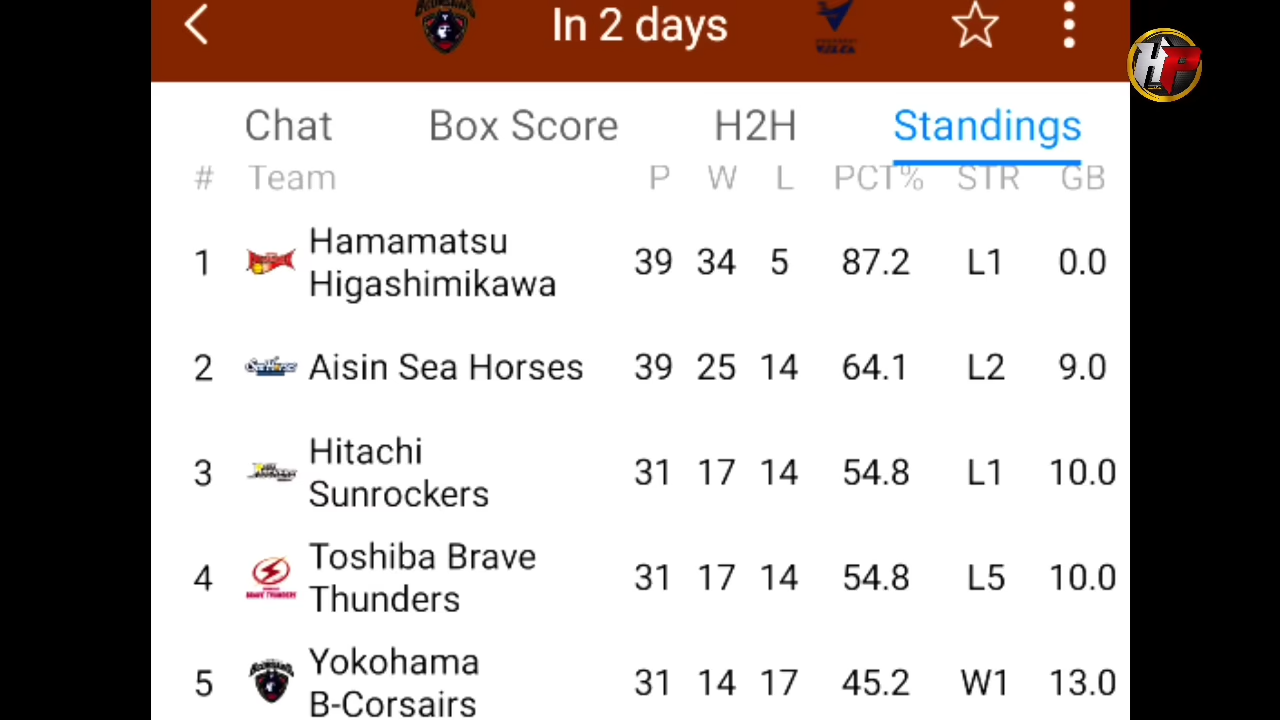 In 2 days
HP
Chat Box Score H2H Standings
# Team P W L PCT% STR GB
1 Hamamatsu Higashimikawa 39 34 5 87.2 L1 0.0
2 Aisin Sea Horses 39 25 14 64.1 L2 9.0
3 Hitachi Sunrockers 31 17 14 54.8 L1 10.0
4 Toshiba Brave Thunders 31 17 14 54.8 L5 10.0
5 Yokohama B-Corsairs 31 14 17 45.2 W1 13.0